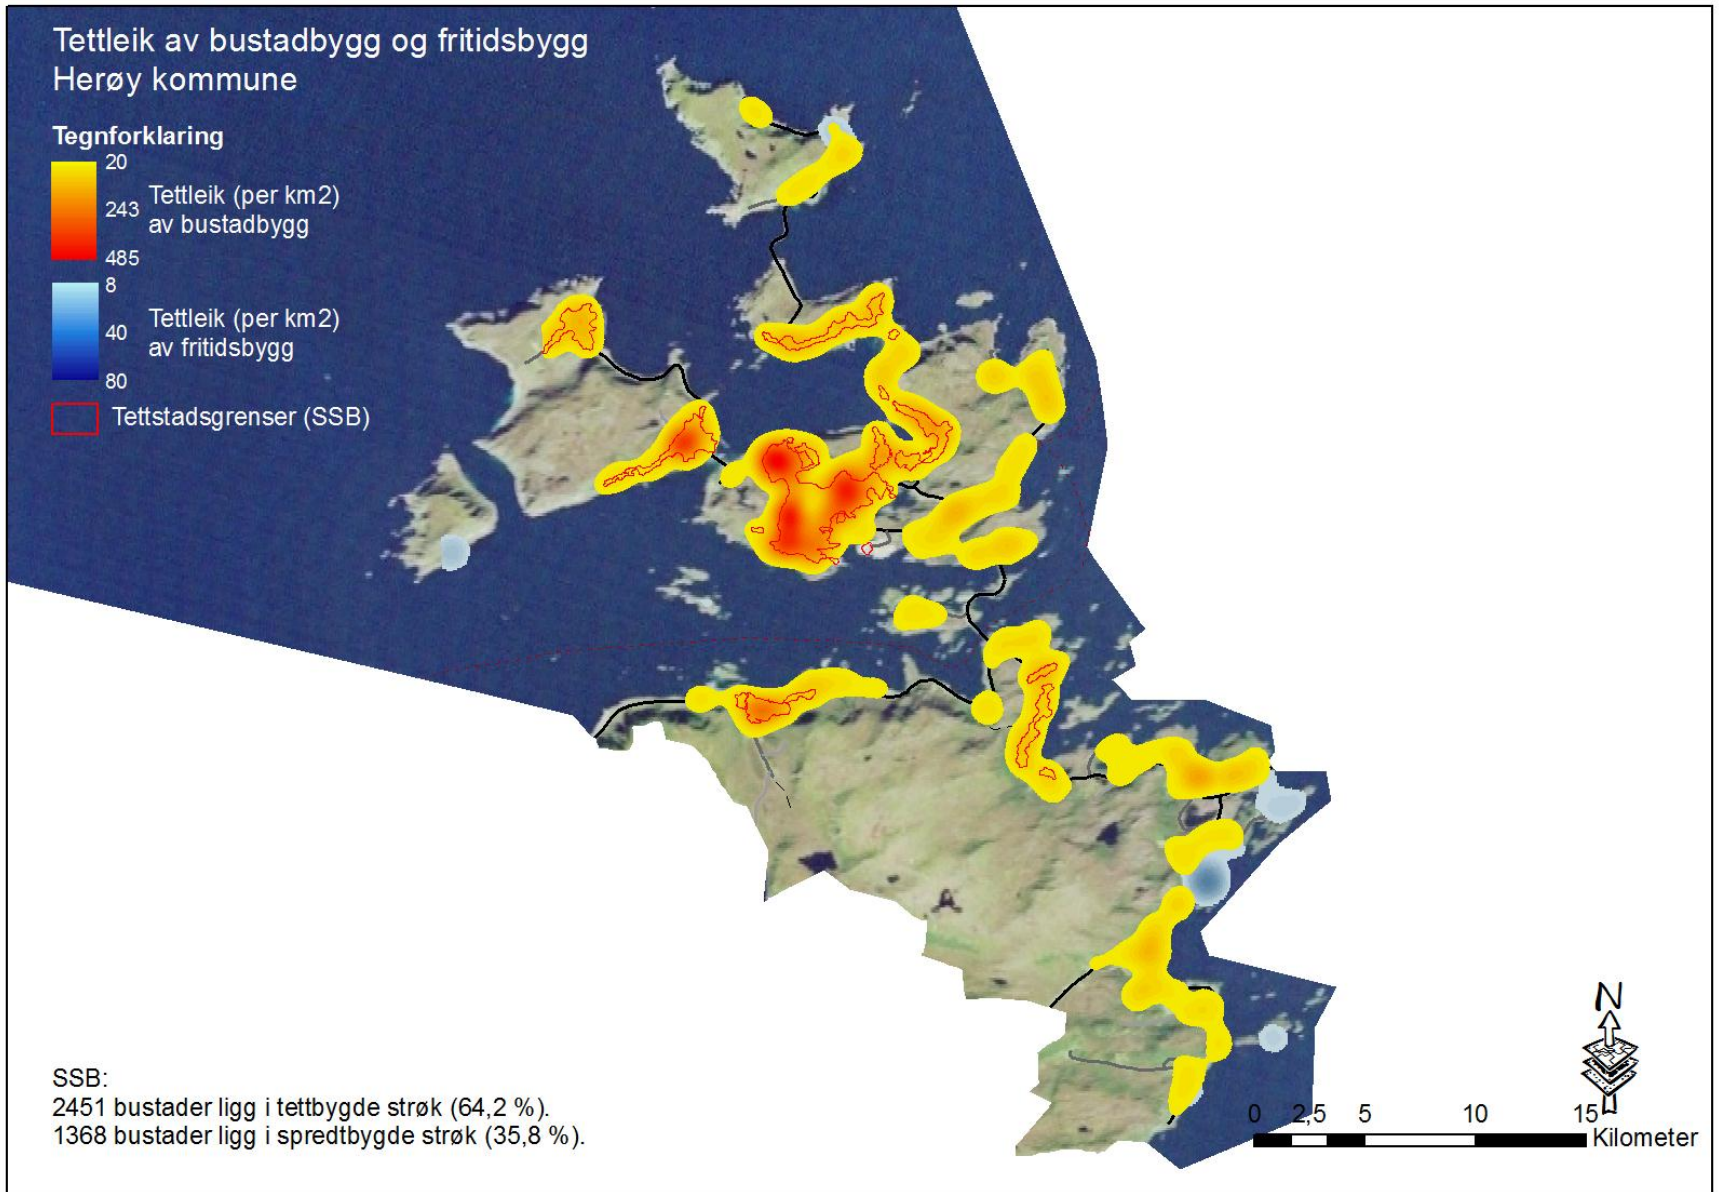 Tettleik av bustadbygg og fritidsbygg
Herøy kommune
Tegnforklaring
20
243
485
Tettleik (per km2)
av bustadbygg
8
40
80
Tettleik (per km2)
av fritidsbygg
Tettstadsgrenser (SSB)
SSB:
2451 bustader ligg i tettbygde strøk (64,2 %).
1368 bustader ligg i spredtbygde strøk (35,8 %).
N
0 2,5 5 10 15
Kilometer